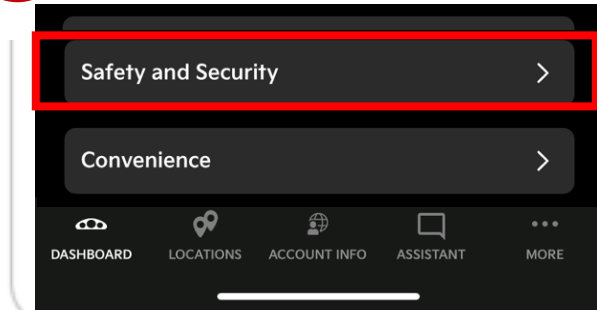 Safety and Security
Convenience
DASHBOARD LOCATIONS ACCOUNT INFO ASSISTANT MORE